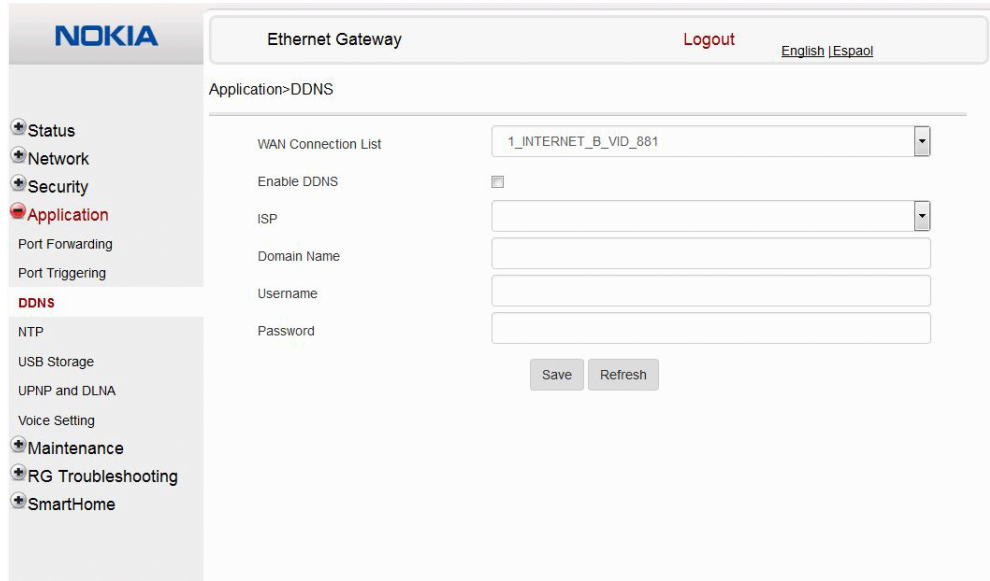 NOKIA
Ethernet Gateway
Logout
English | Espaol
Application>DDNS
Status
Network
Security
Application
Port Forwarding
Port Triggering
DDNS
NTP
USB Storage
UPNP and DLNA
Voice Setting
Maintenance
RG Troubleshooting
SmartHome
WAN Connection List
1_INTERNET_B_VID_881
Enable DDNS
ISP
Domain Name
Username
Password
Save
Refresh